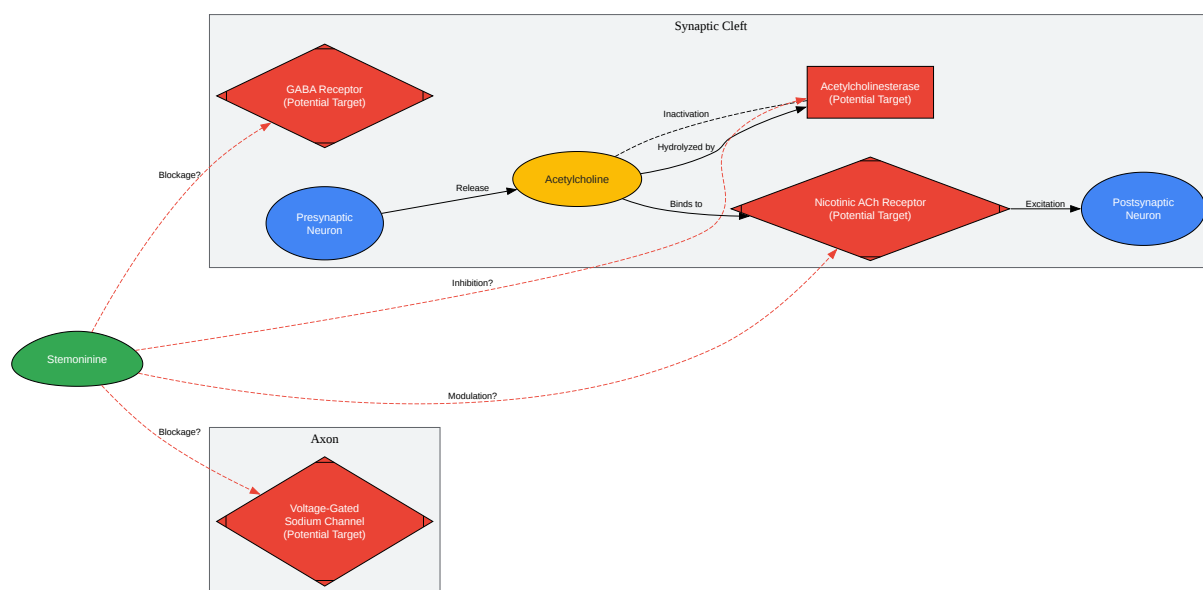 Synaptic Cleft
GABA Receptor
(Potential Target)
Acetylcholinesterase
(Potential Target)
Inactivation
Hydrolyzed by
Blockage?
Acetylcholine
Release
Binds to
Presynaptic
Neuron
Nicotinic ACh Receptor
(Potential Target)
Excitation
Postsynaptic
Neuron
Inhibition?
Stemoninine
Modulation?
Blockage?
Axon
Voltage-Gated
Sodium Channel
(Potential Target)